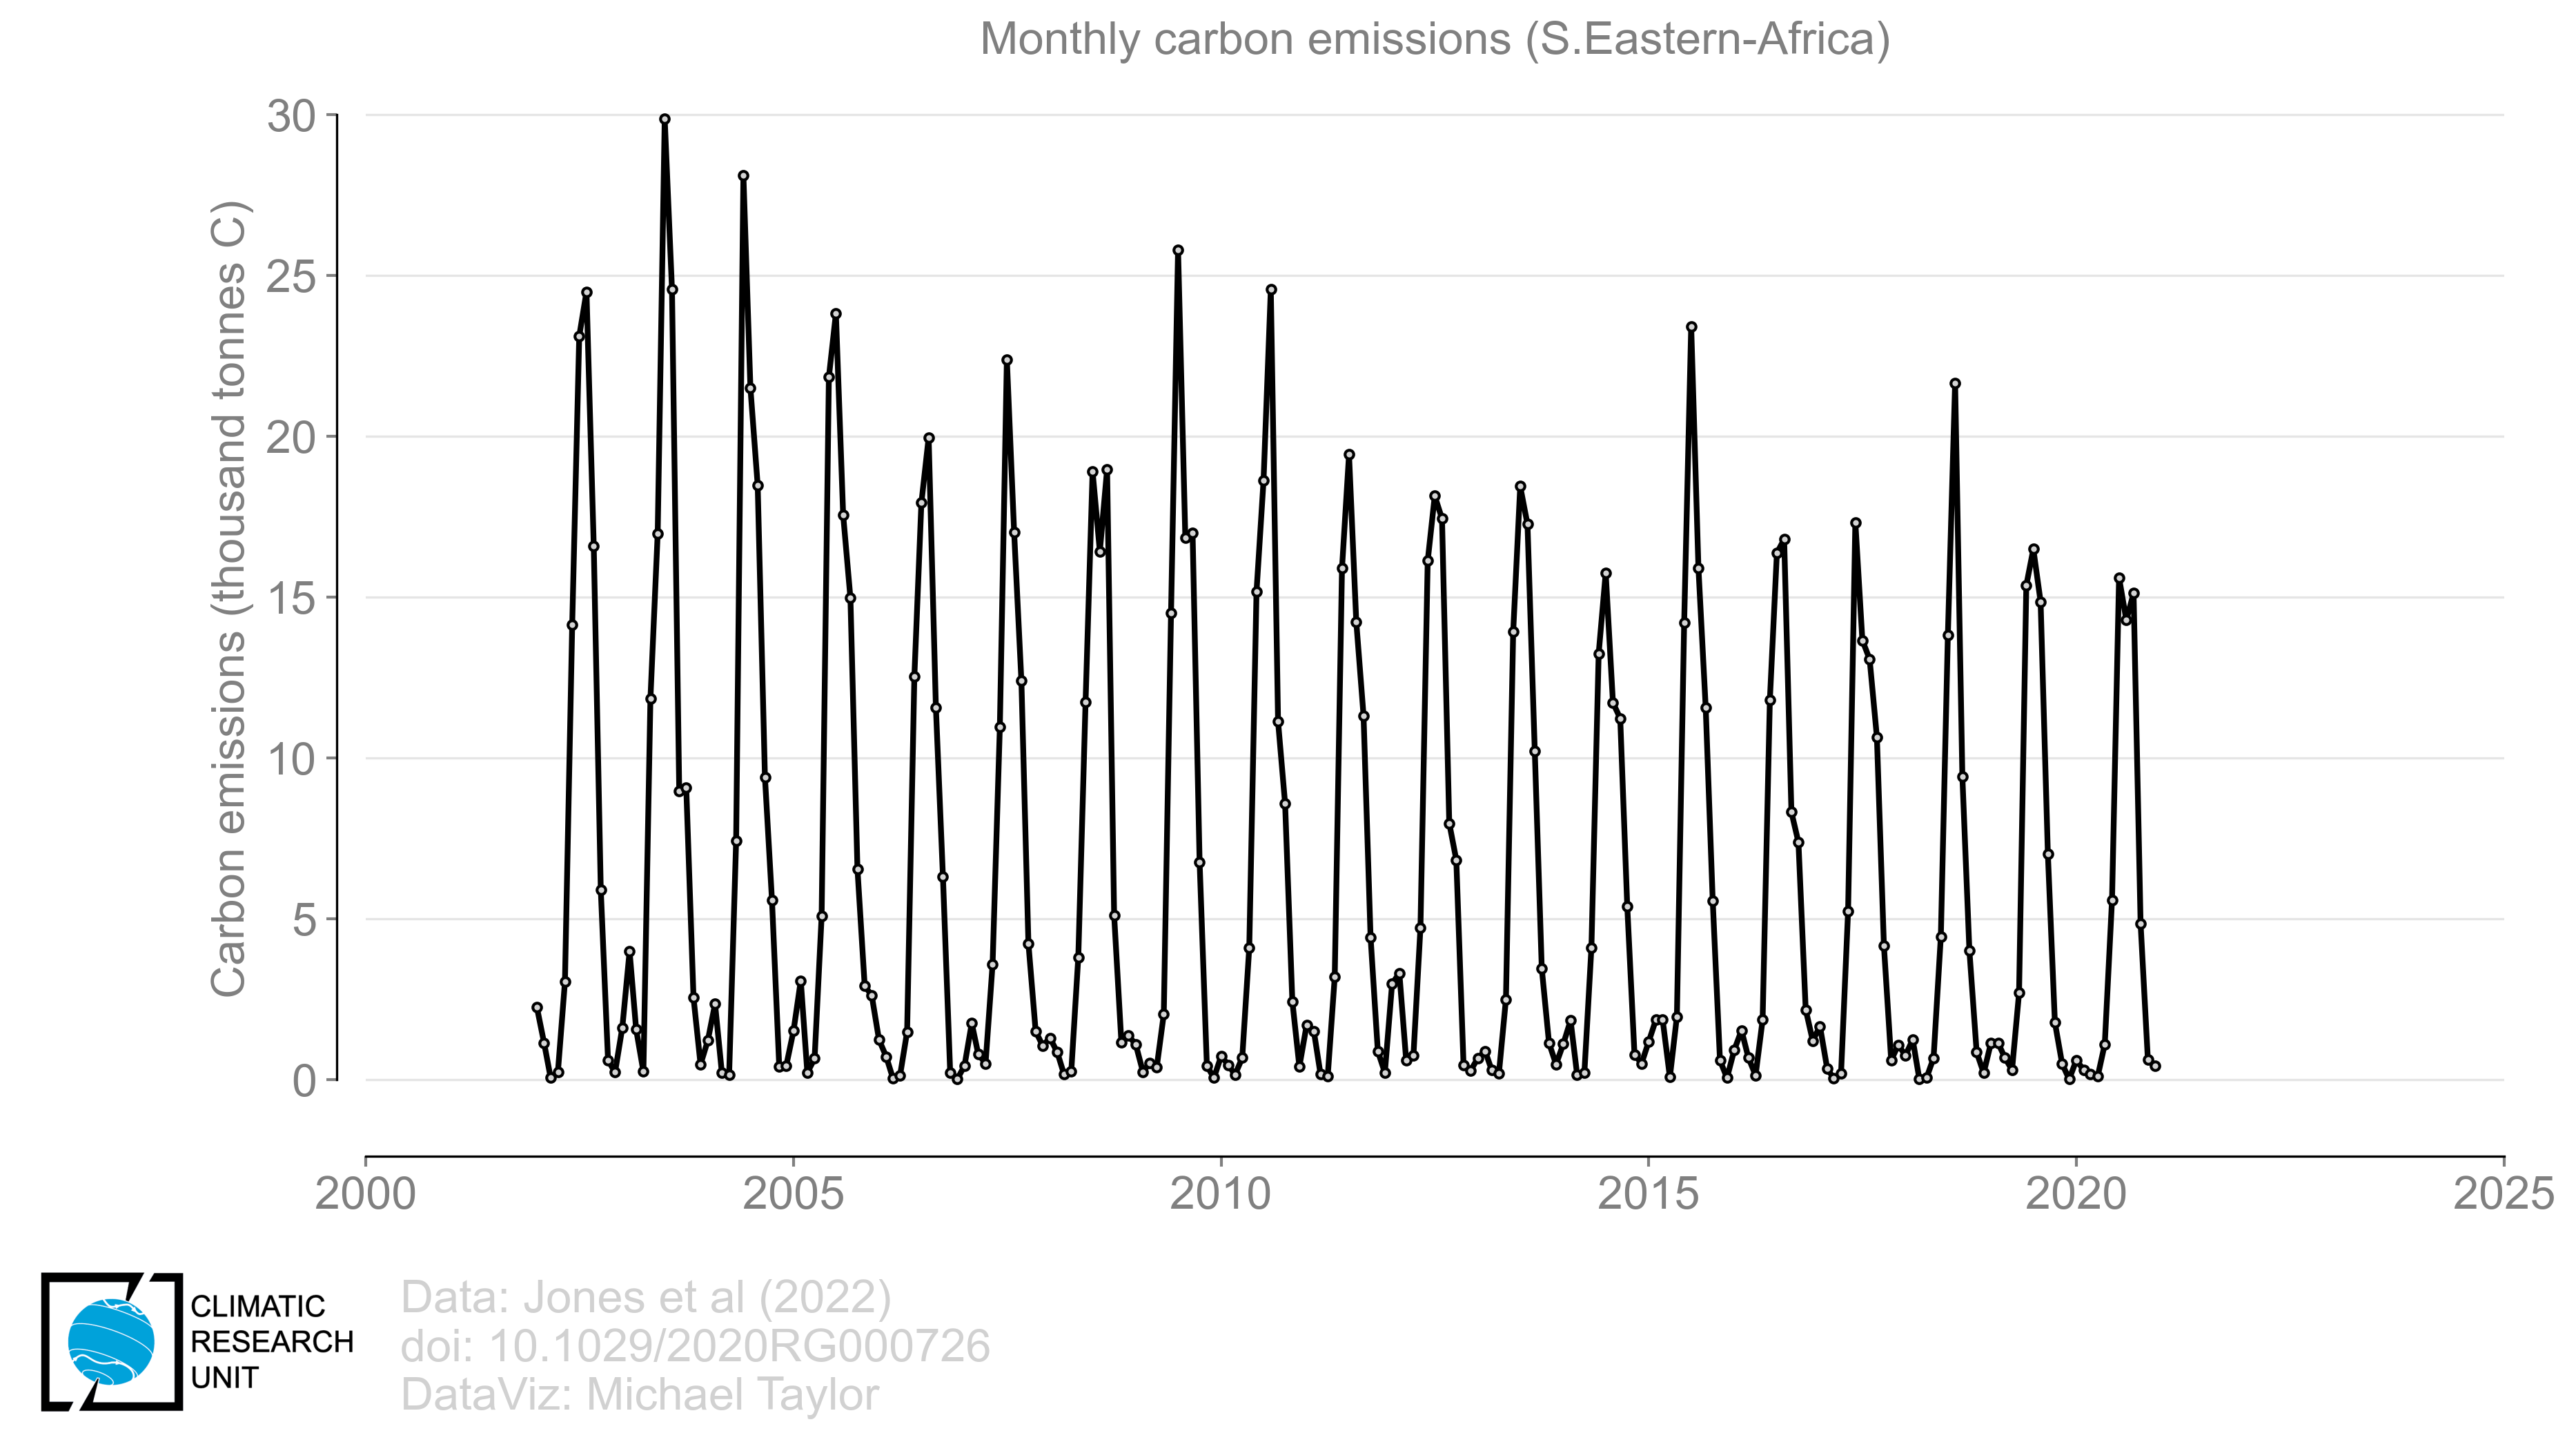 Monthly carbon emissions (S.Eastern-Africa)
Carbon emissions (thousand tonnes C)
30
25
20
15
10
5
0
2000 2005 2010 2015 2020 2025
CLIMATIC
RESEARCH
UNIT
Data: Jones et al (2022)
doi: 10.1029/2020RG000726
DataViz: Michael Taylor